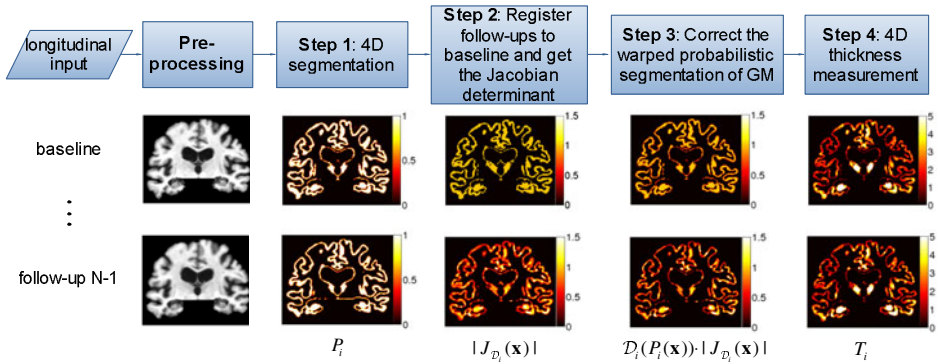 longitudinal
input
Pre-
processing
Step 1: 4D
segmentation
Step 2: Register
follow-ups to
baseline and get
the Jacobian
determinant
Step 3: Correct the
warped probabilistic
segmentation of GM
Step 4: 4D
thickness
measurement
baseline
1
0.5
0
1.5
1
0.5
0
1.5
1
0.5
0
5
4
3
2
1
0
⋮
follow-up N-1
1
0.5
0
1.5
1
0.5
0
1.5
1
0.5
0
5
4
3
2
1
0
P_i
|J_{𝒟_i}(x)|
𝒟_i(P_i(x))·|J_{𝒟_i}(x)|
T_i